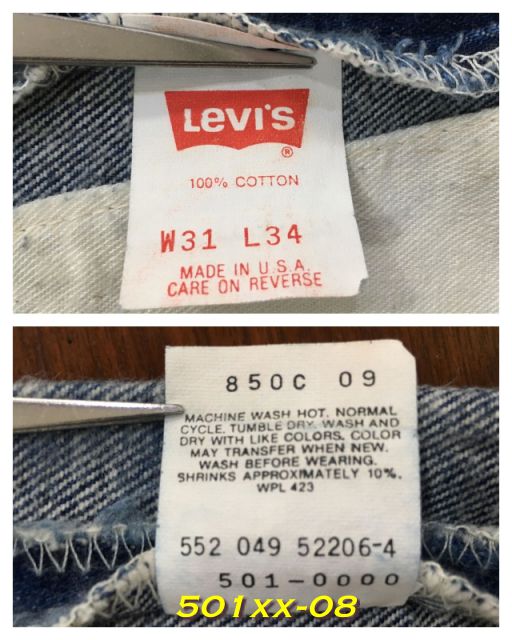 Levi's
®
100% COTTON
W31 L34
MADE IN U.S.A.
CARE ON REVERSE
850C 09
MACHINE WASH HOT. NORMAL
CYCLE. TUMBLE DRY. WASH AND
DRY WITH LIKE COLORS. COLOR
MAY TRANSFER WHEN NEW.
WASH BEFORE WEARING.
SHRINKS APPROXIMATELY 10%.
WPL 423
552 049 52206-4
501-0000
501xx-08